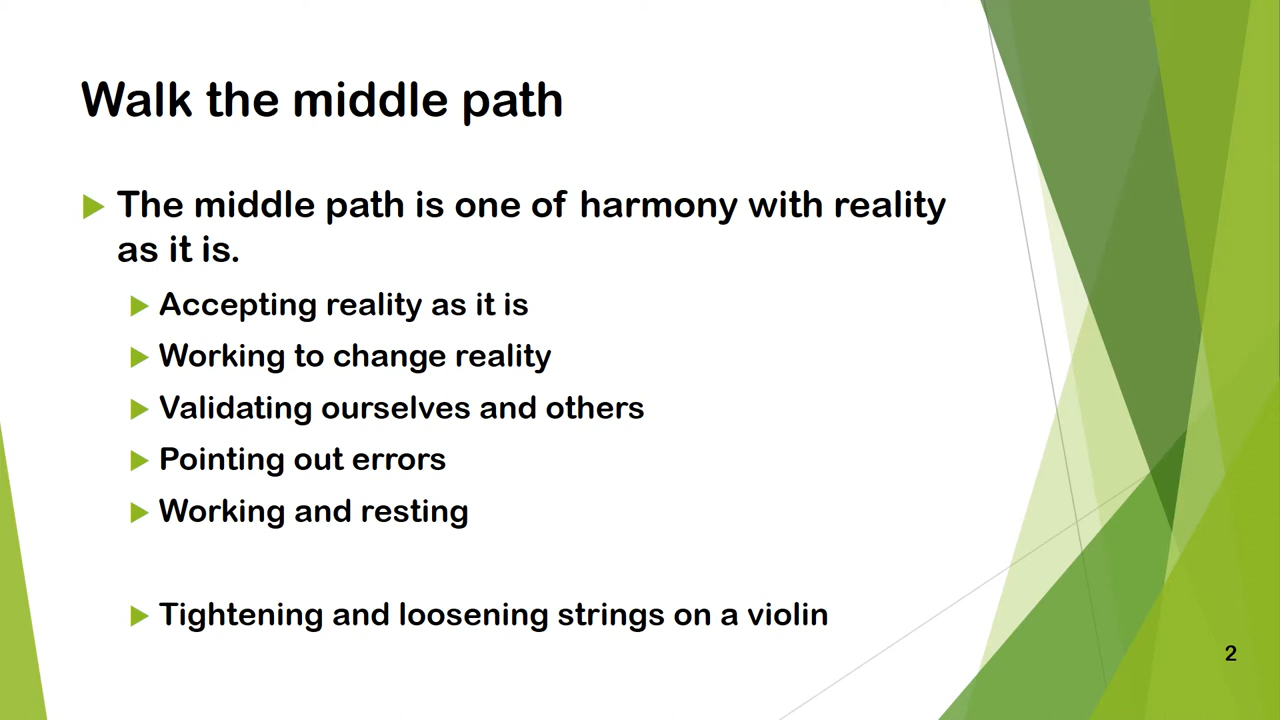 Walk the middle path
The middle path is one of harmony with reality
as it is.
Accepting reality as it is
Working to change reality
Validating ourselves and others
Pointing out errors
Working and resting
Tightening and loosening strings on a violin
2